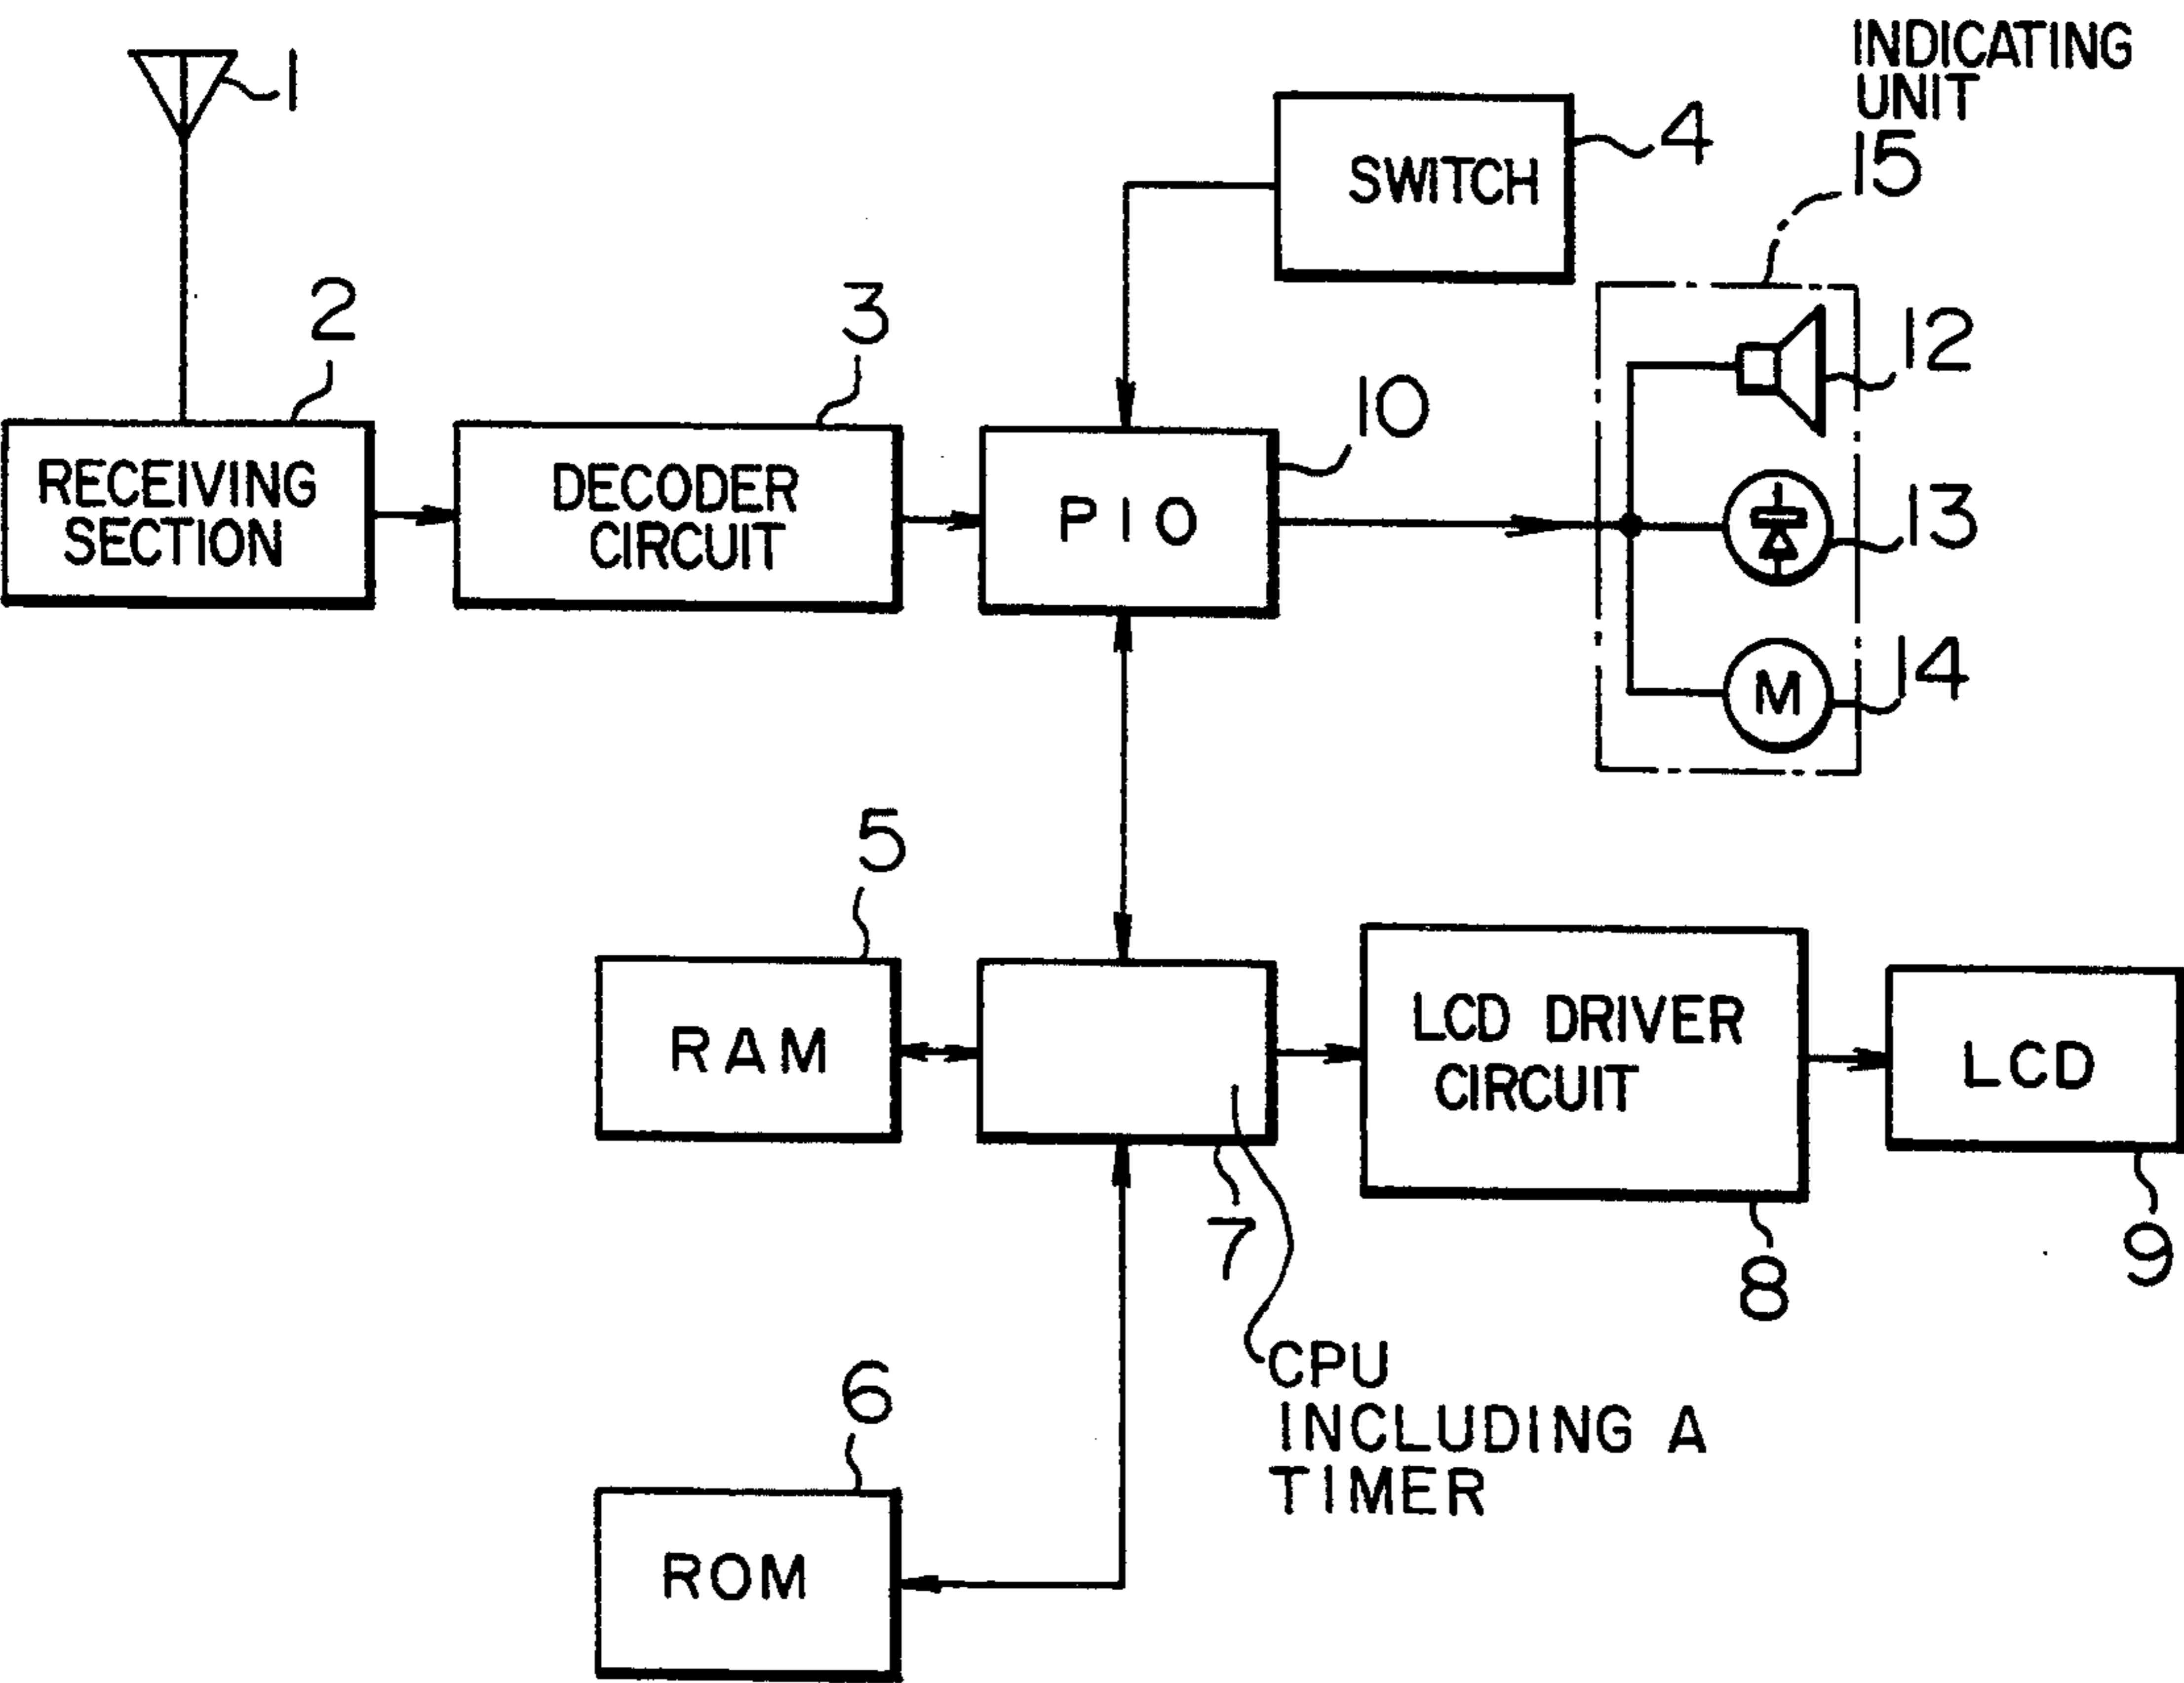 INDICATING
UNIT
15
1
4
SWITCH
2
3
12
10
RECEIVING
SECTION
DECODER
CIRCUIT
PIO
13
14
M
5
RAM
LCD DRIVER
CIRCUIT
LCD
7
8
9
CPU
INCLUDING A
TIMER
6
ROM